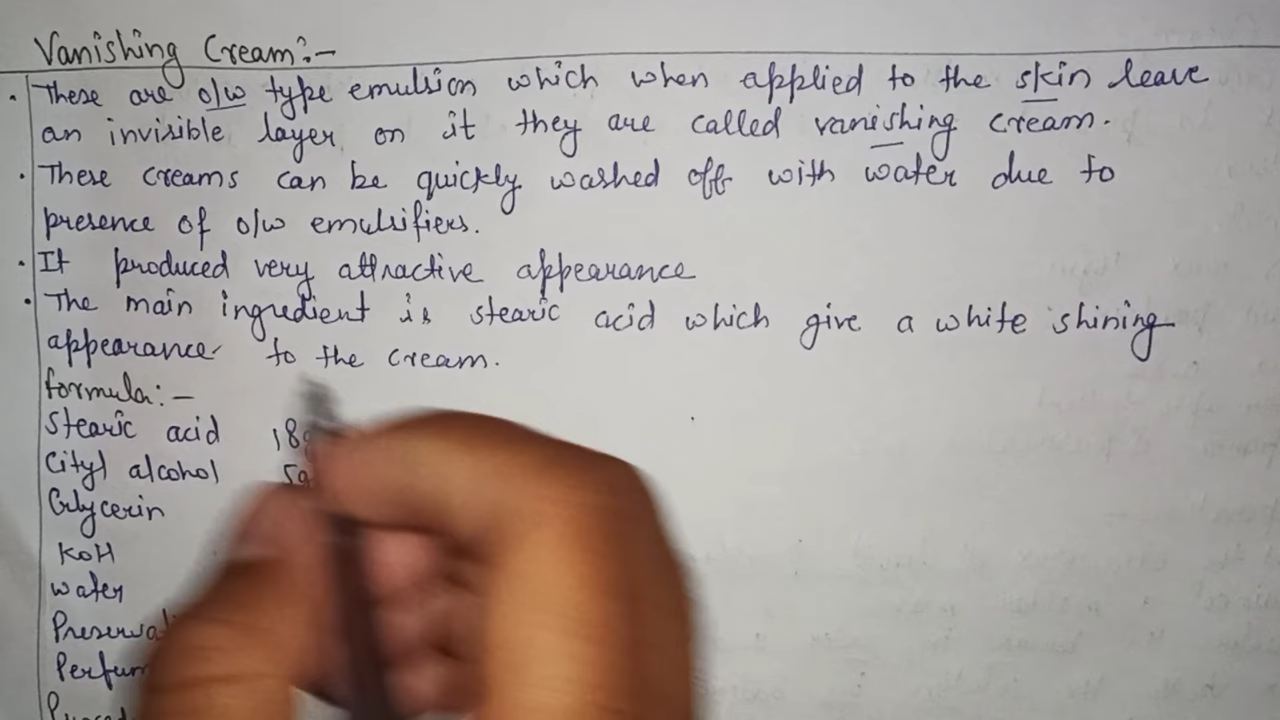 Vanishing Cream:-
• These are o/w type emulsion which when applied to the skin leave
an invisible layer on it they are called vanishing cream.
• These creams can be quickly washed off with water due to
presence of o/w emulsifiers.
• It produced very attractive appearance
• The main ingredient is stearic acid which give a white shining
appearance to the cream.
formula:-
Stearic acid 18
Cityl alcohol
Glycerin
KOH
water